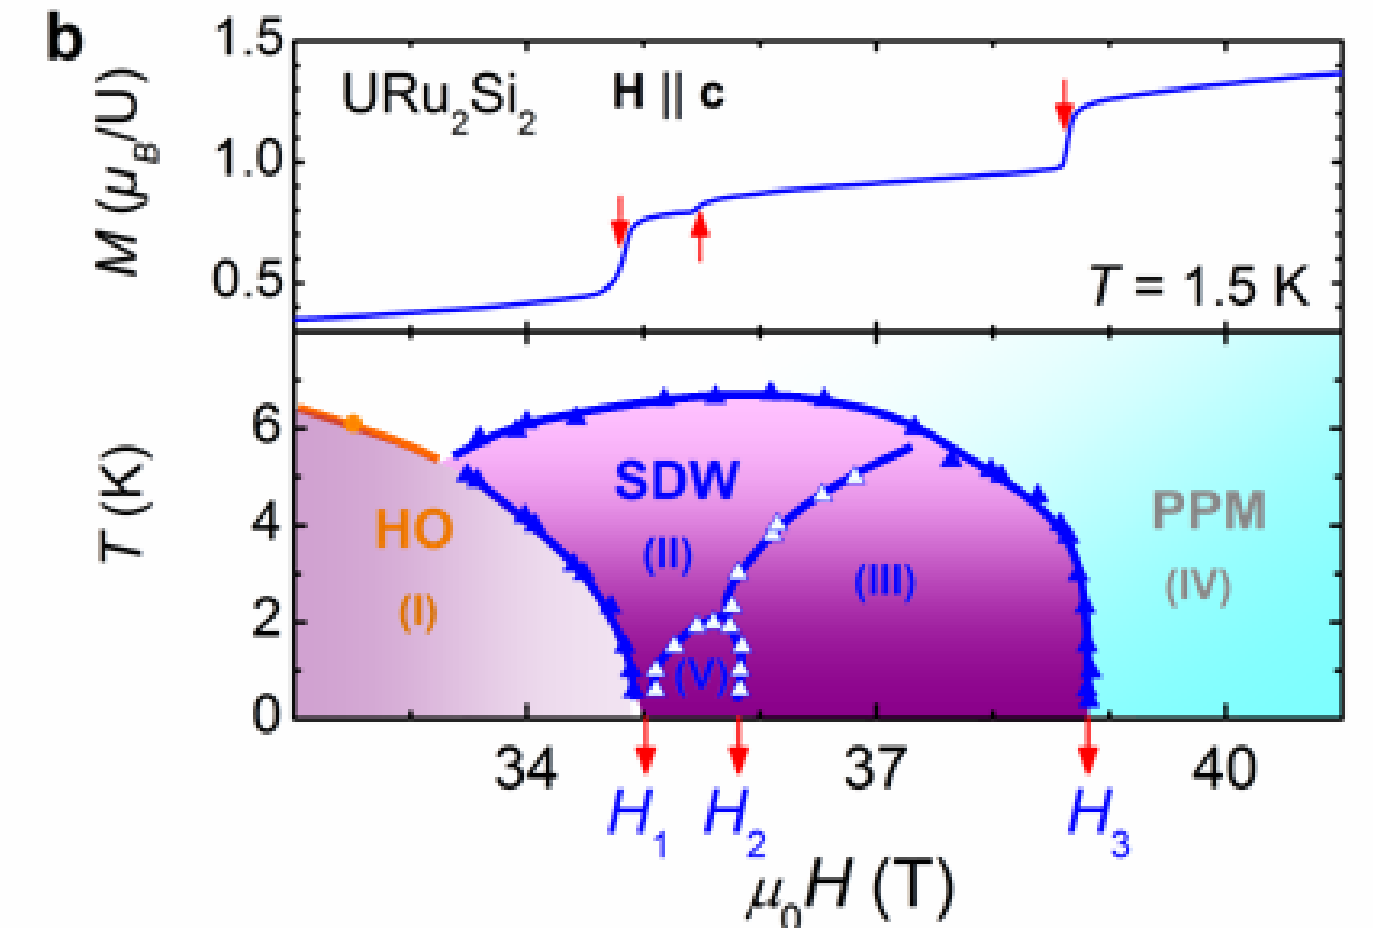 b
1.5
1.0
0.5
M (μB/U)
URu2Si2 H || c
T = 1.5 K
6
4
2
0
T (K)
HO
(I)
SDW
(II)
(III)
(V)
PPM
(IV)
34 37 40
H1 H2 H3
μ0H (T)